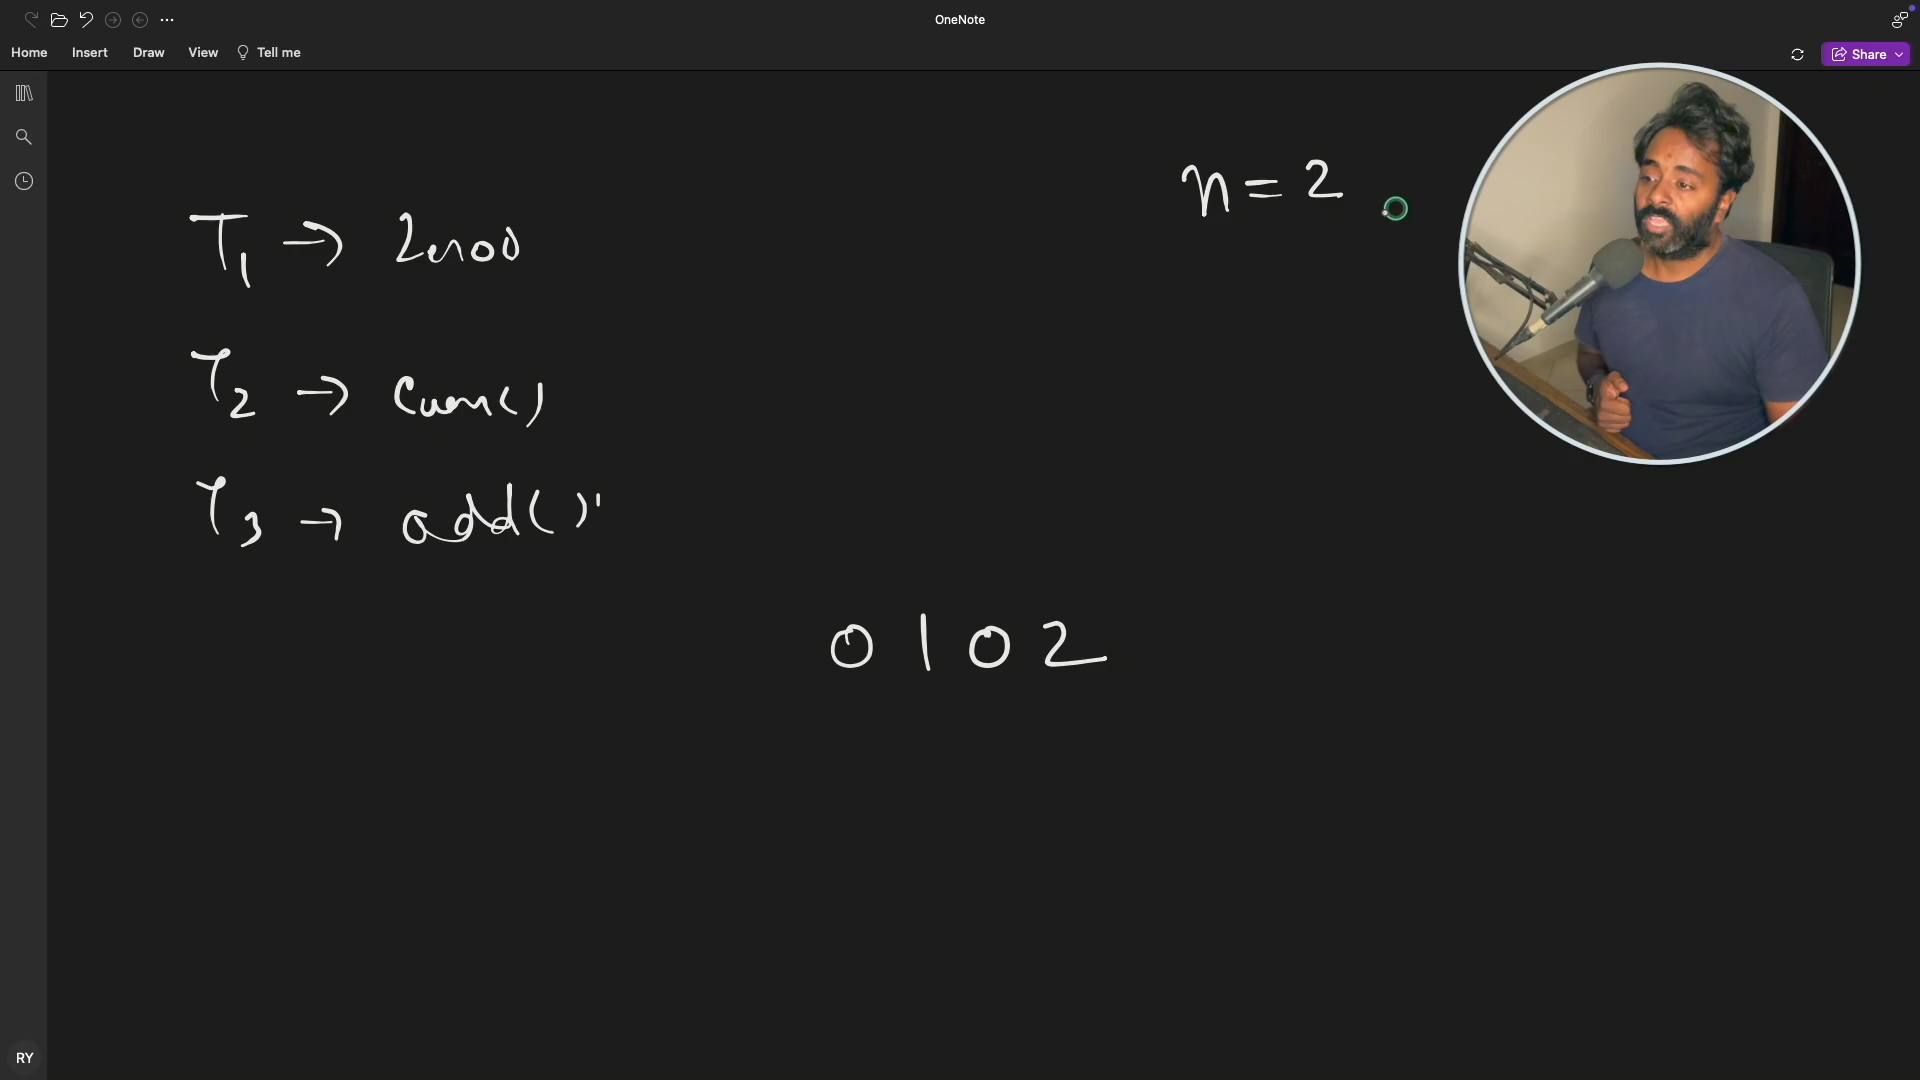 OneNote
Home Insert Draw View Tell me
Share
n = 2
T1 → zero()
T2 → even()
T3 → odd()
0 1 0 2
RY